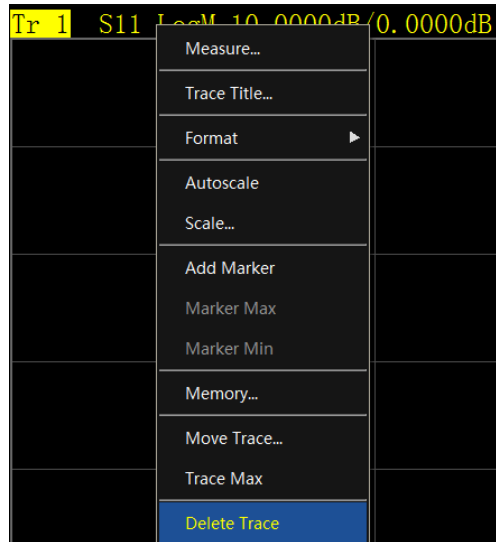 Tr 1 S11 LogM 10.0000dB/0.0000dB
Measure...
Trace Title...
Format
Autoscale
Scale...
Add Marker
Marker Max
Marker Min
Memory...
Move Trace...
Trace Max
Delete Trace